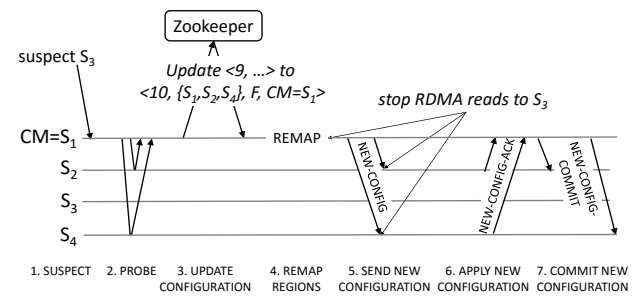 Zookeeper
suspect S3
Update <9, ...> to
<10, {S1,S2,S4}, F, CM=S1>
stop RDMA reads to S3
CM=S1
REMAP
S2
S3
S4
NEW-CONFIG
NEW-CONFIG-ACK
NEW-CONFIG-
COMMIT
1. SUSPECT
2. PROBE
3. UPDATE
CONFIGURATION
4. REMAP
REGIONS
5. SEND NEW
CONFIGURATION
6. APPLY NEW
CONFIGURATION
7. COMMIT NEW
CONFIGURATION